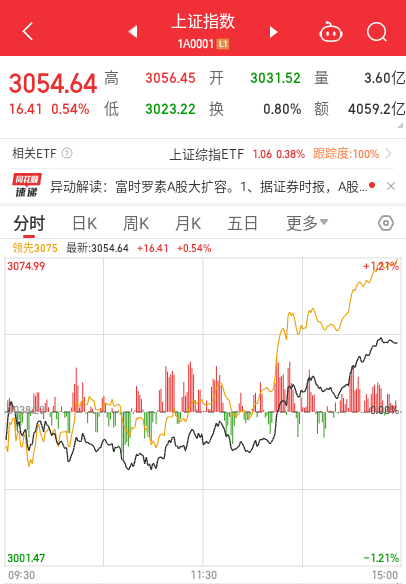 上证指数
1A0001 L1
3054.64 高 3056.45 开 3031.52 量 3.60亿
16.41 0.54% 低 3023.22 换 0.80% 额 4059.2亿
相关ETF ? 上证综指ETF 1.06 0.38% 跟踪度:100%
同花顺 速递 异动解读：富时罗素A股大扩容。1、据证券时报，A股...
分时 日K 周K 月K 五日 更多
领先3075 最新:3054.64 +16.41 +0.54%
3074.99 +1.21%
0.00%
3001.47 -1.21%
09:30 11:30 15:00